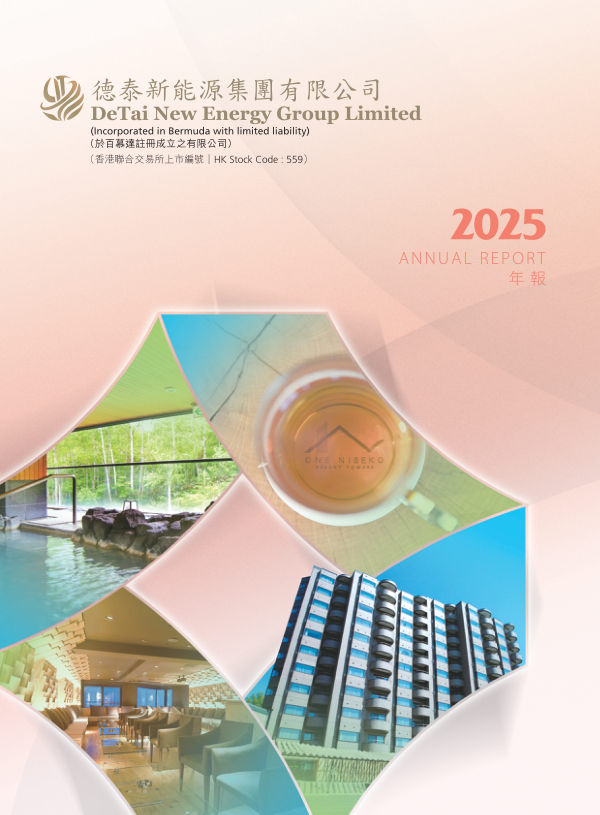 德泰新能源集團有限公司
DeTai New Energy Group Limited
(Incorporated in Bermuda with limited liability)
(於百慕達註冊成立之有限公司)
(香港聯合交易所上市編號 | HK Stock Code : 559)
2025
ANNUAL REPORT
年報
ONE NISEKO
RESORT TOWERS